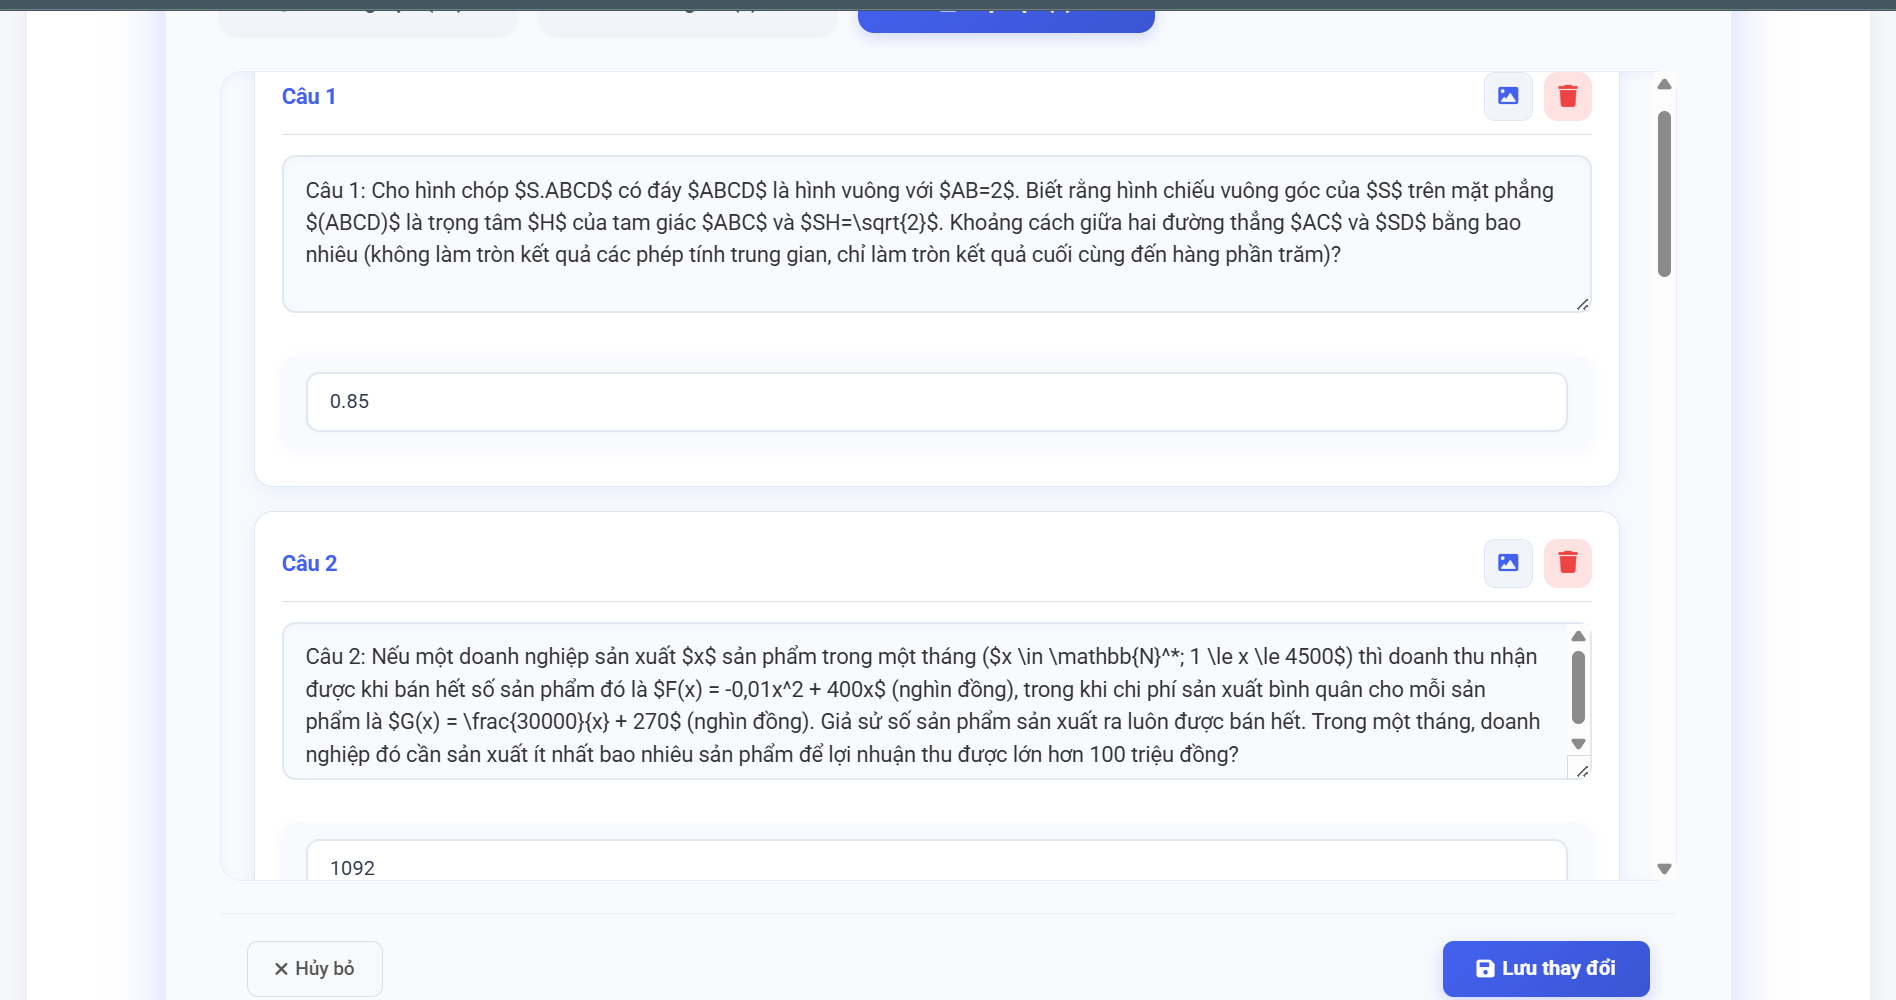 Câu 1
Câu 1: Cho hình chóp $S.ABCD$ có đáy $ABCD$ là hình vuông với $AB=2$. Biết rằng hình chiếu vuông góc của $S$ trên mặt phẳng
$(ABCD)$ là trọng tâm $H$ của tam giác $ABC$ và $SH=\sqrt{2}$. Khoảng cách giữa hai đường thẳng $AC$ và $SD$ bằng bao
nhiêu (không làm tròn kết quả các phép tính trung gian, chỉ làm tròn kết quả cuối cùng đến hàng phần trăm)?
0.85
Câu 2
Câu 2: Nếu một doanh nghiệp sản xuất $x$ sản phẩm trong một tháng ($x \in \mathbb{N}^*; 1 \le x \le 4500$) thì doanh thu nhận
được khi bán hết số sản phẩm đó là $F(x) = -0,01x^2 + 400x$ (nghìn đồng), trong khi chi phí sản xuất bình quân cho mỗi sản
phẩm là $G(x) = \frac{30000}{x} + 270$ (nghìn đồng). Giả sử số sản phẩm sản xuất ra luôn được bán hết. Trong một tháng, doanh
nghiệp đó cần sản xuất ít nhất bao nhiêu sản phẩm để lợi nhuận thu được lớn hơn 100 triệu đồng?
1092
Hủy bỏ
Lưu thay đổi